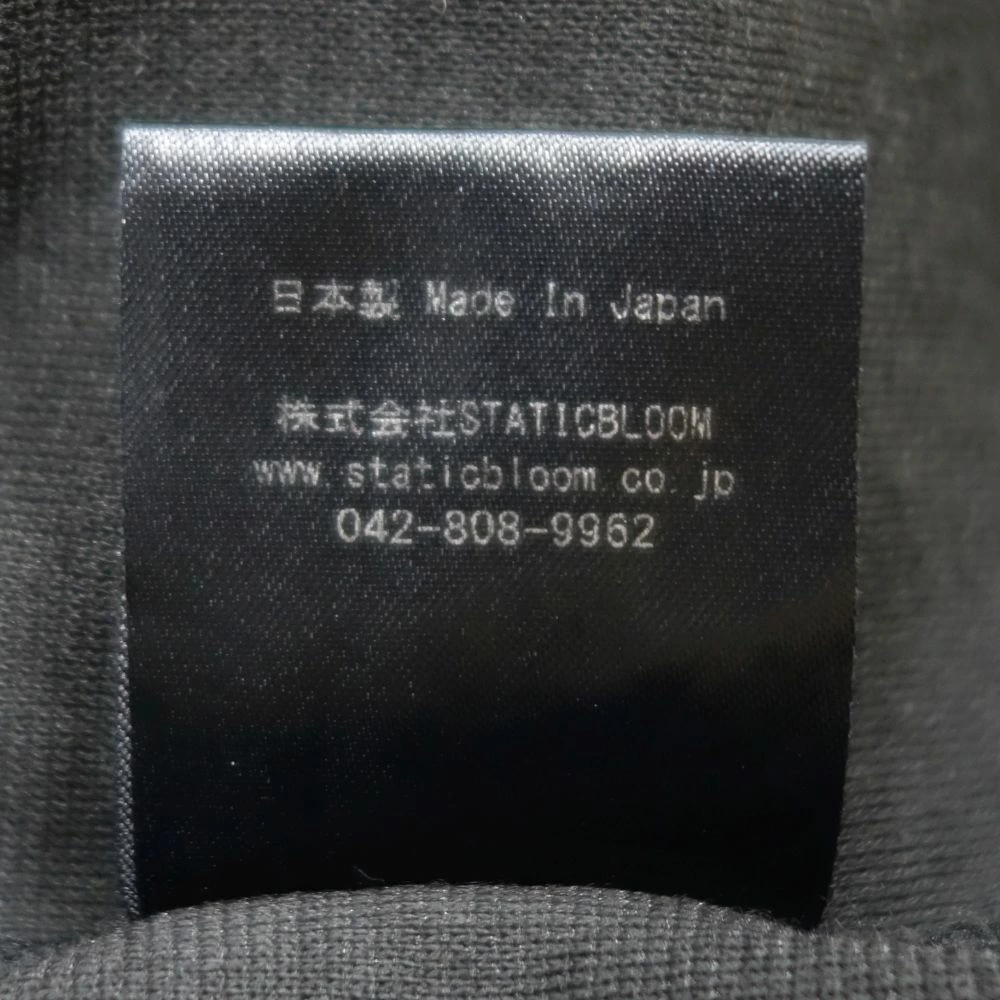 日本製 Made In Japan
株式会社STATICBLOOM
www.staticbloom.co.jp
042-808-9962